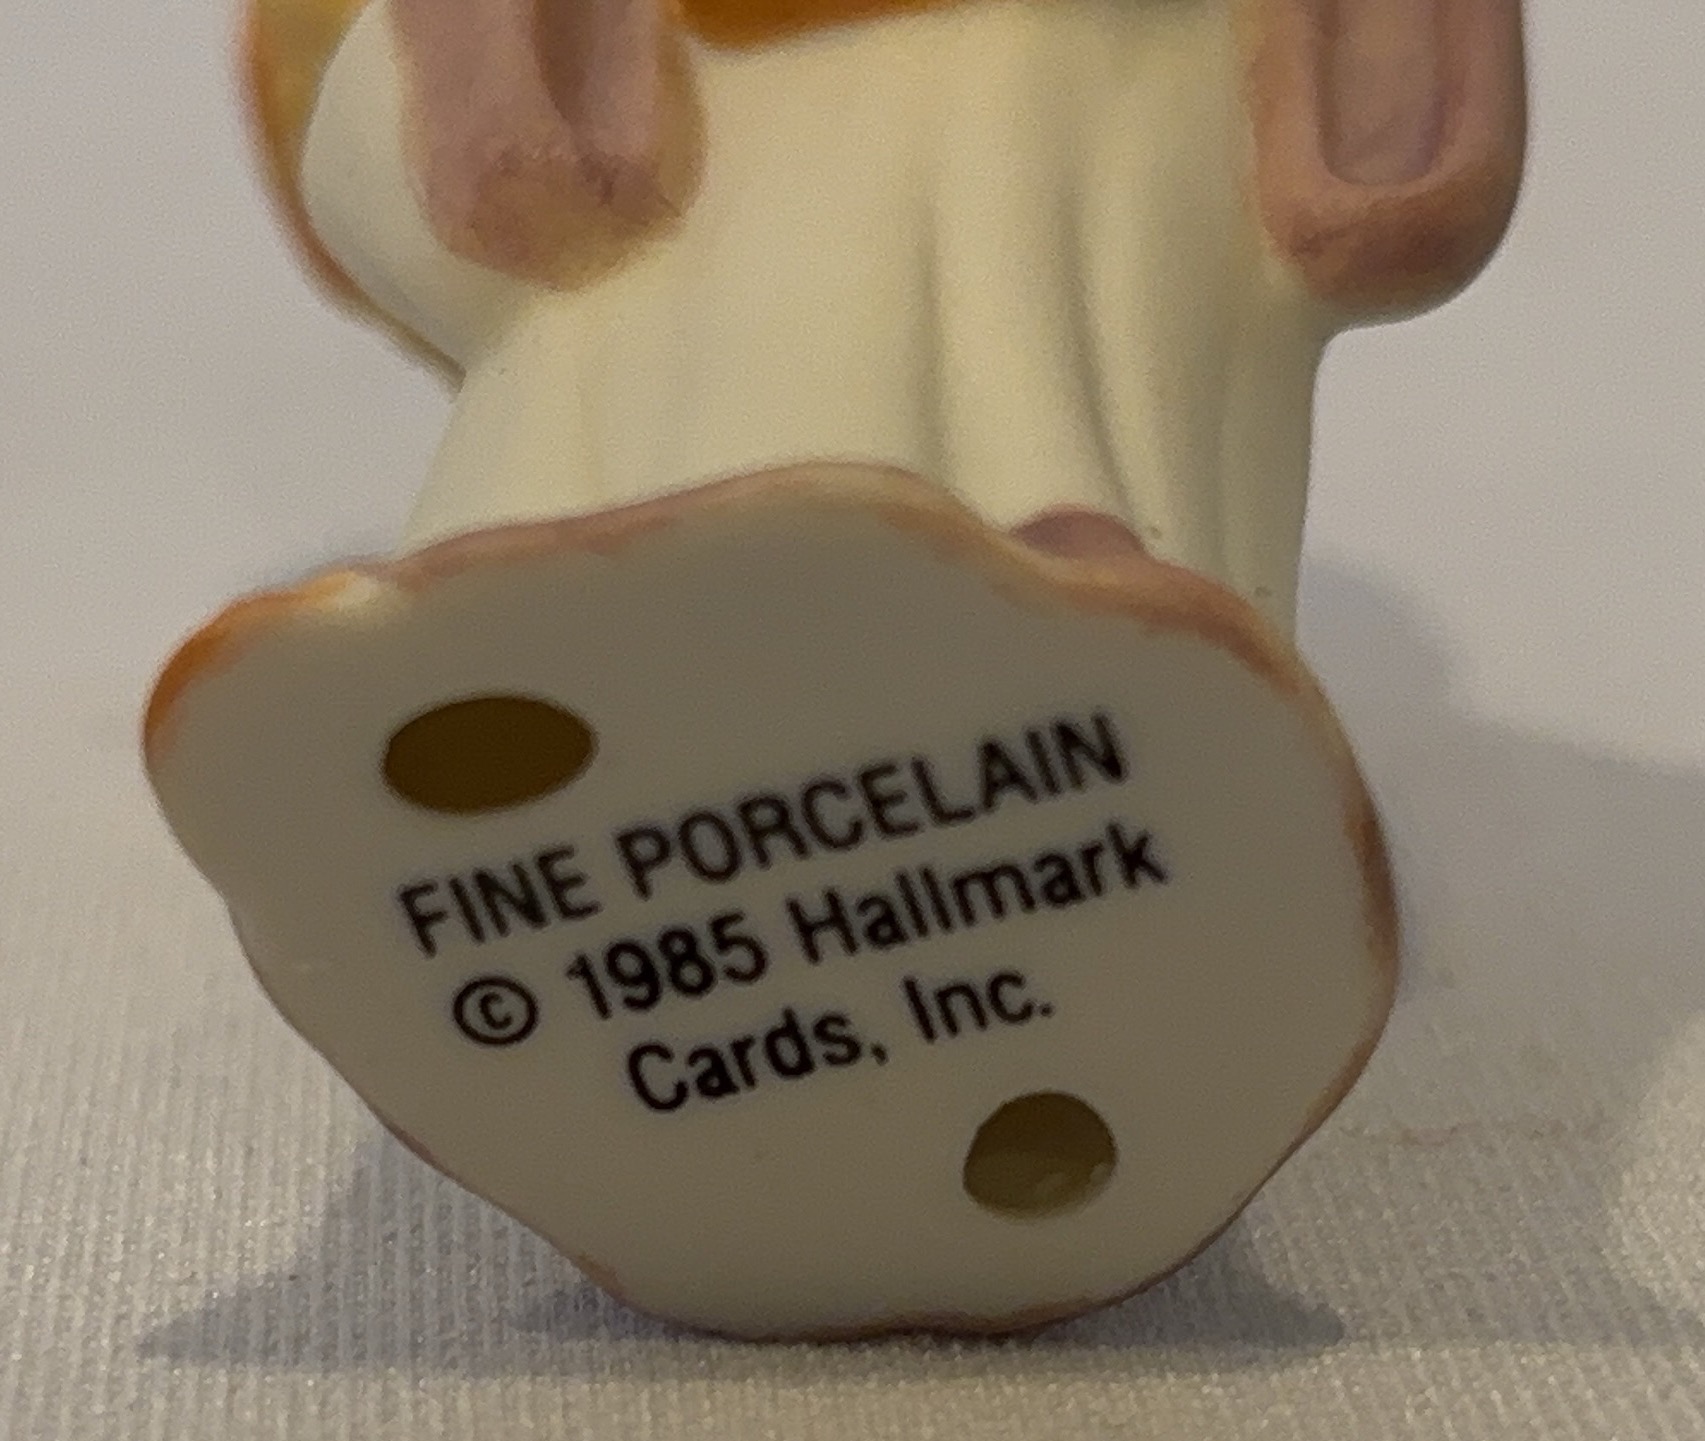 FINE PORCELAIN
© 1985 Hallmark
Cards, Inc.